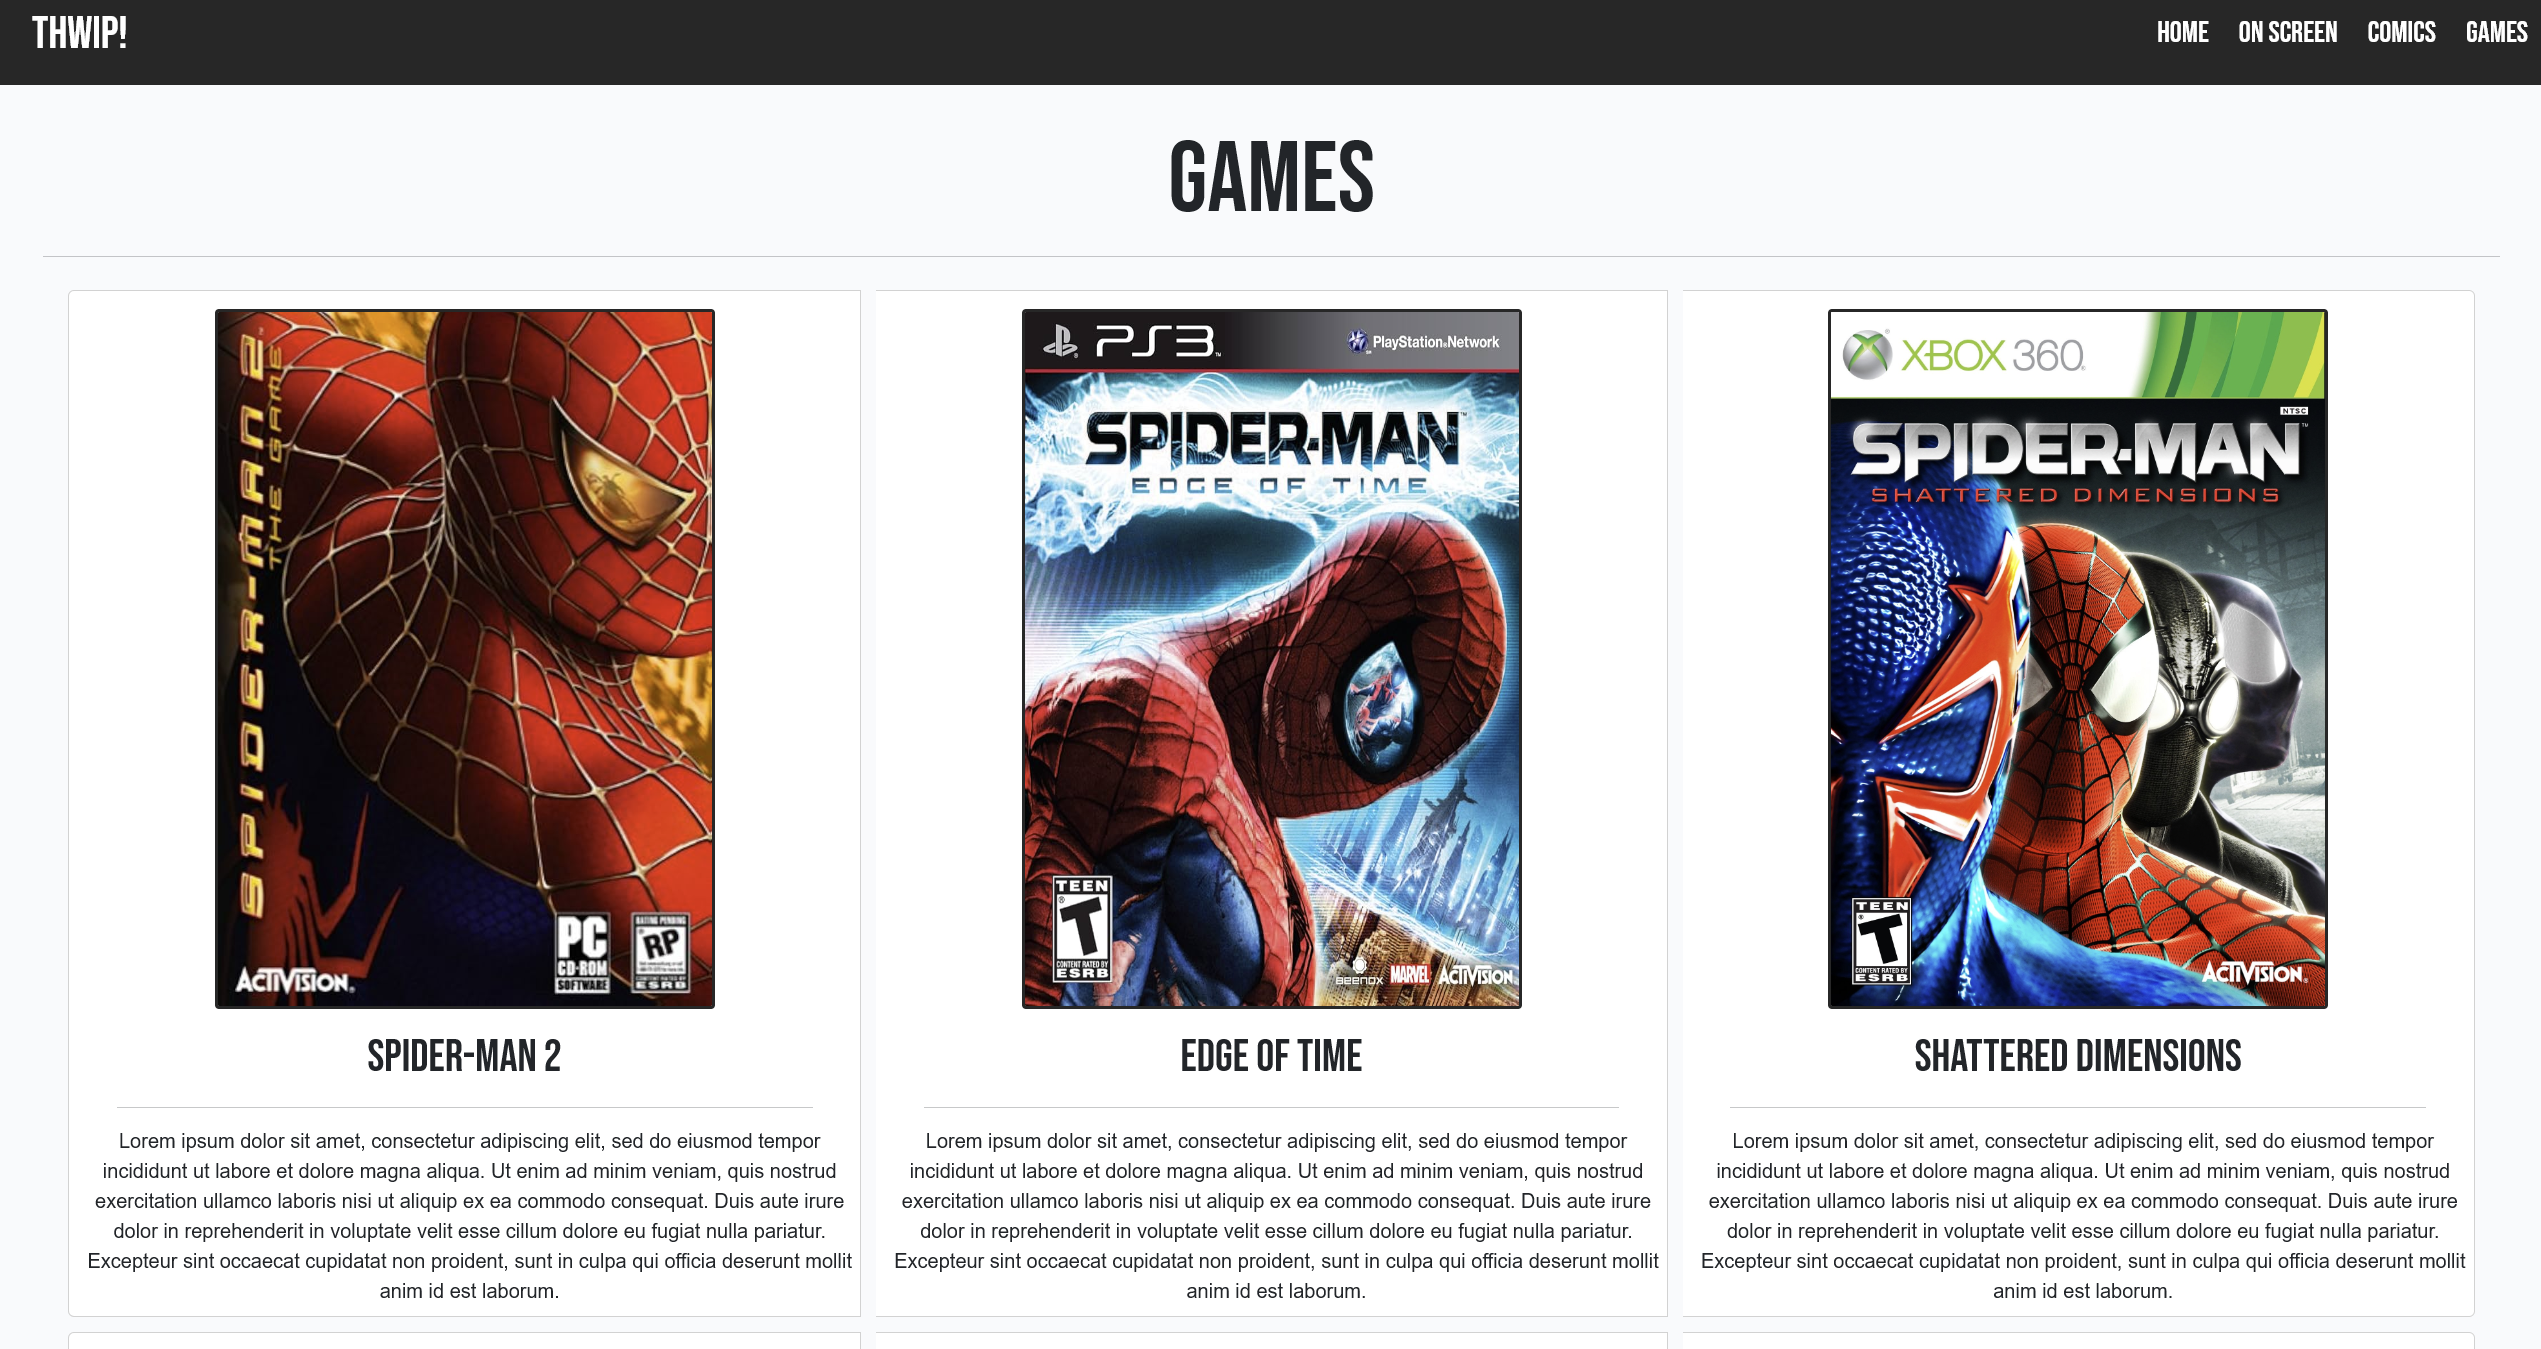 THWIP!
HOME ON SCREEN COMICS GAMES
GAMES
SPIDER-MAN 2™
THE GAME
ACTIVISION.
PC
CD-ROM
SOFTWARE
RATING PENDING
RP
ESRB
PS3™
PlayStation®Network
SPIDER-MAN™
EDGE OF TIME
TEEN
T
CONTENT RATED BY
ESRB
BEENOX MARVEL ACTIVISION
XBOX 360®
NTSC
SPIDER-MAN™
SHATTERED DIMENSIONS
TEEN
T
CONTENT RATED BY
ESRB
ACTIVISION®
SPIDER-MAN 2
EDGE OF TIME
SHATTERED DIMENSIONS
Lorem ipsum dolor sit amet, consectetur adipiscing elit, sed do eiusmod tempor
incididunt ut labore et dolore magna aliqua. Ut enim ad minim veniam, quis nostrud
exercitation ullamco laboris nisi ut aliquip ex ea commodo consequat. Duis aute irure
dolor in reprehenderit in voluptate velit esse cillum dolore eu fugiat nulla pariatur.
Excepteur sint occaecat cupidatat non proident, sunt in culpa qui officia deserunt mollit
anim id est laborum.
Lorem ipsum dolor sit amet, consectetur adipiscing elit, sed do eiusmod tempor
incididunt ut labore et dolore magna aliqua. Ut enim ad minim veniam, quis nostrud
exercitation ullamco laboris nisi ut aliquip ex ea commodo consequat. Duis aute irure
dolor in reprehenderit in voluptate velit esse cillum dolore eu fugiat nulla pariatur.
Excepteur sint occaecat cupidatat non proident, sunt in culpa qui officia deserunt mollit
anim id est laborum.
Lorem ipsum dolor sit amet, consectetur adipiscing elit, sed do eiusmod tempor
incididunt ut labore et dolore magna aliqua. Ut enim ad minim veniam, quis nostrud
exercitation ullamco laboris nisi ut aliquip ex ea commodo consequat. Duis aute irure
dolor in reprehenderit in voluptate velit esse cillum dolore eu fugiat nulla pariatur.
Excepteur sint occaecat cupidatat non proident, sunt in culpa qui officia deserunt mollit
anim id est laborum.